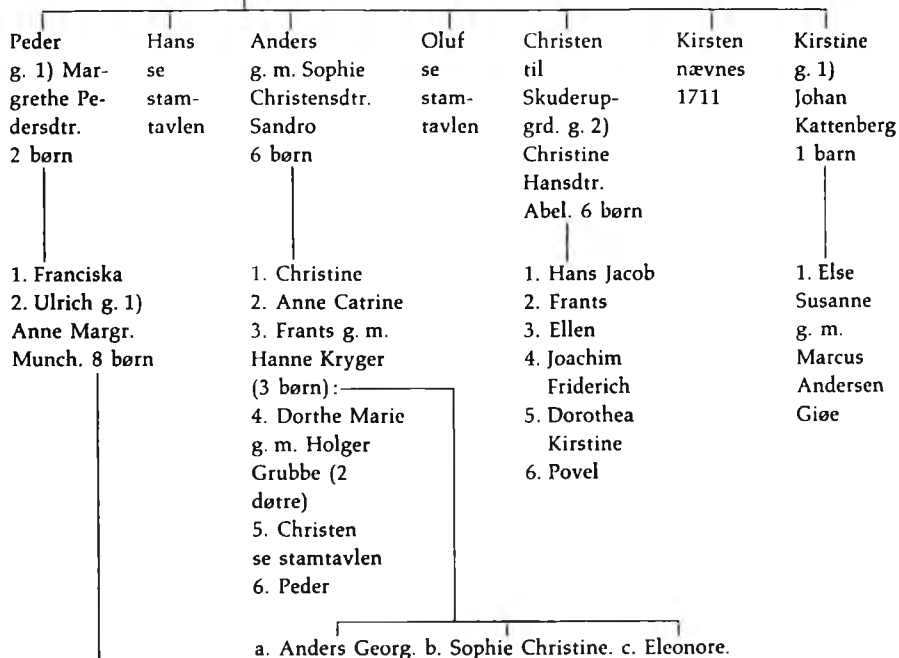 Peder
g. 1) Mar-
grethe Pe-
dersdtr.
2 børn
Hans
se
stam-
tavlen
Anders
g. m. Sophie
Christensdtr.
Sandro
6 børn
Oluf
se
stam-
tavlen
Christen
til
Skuderup-
grd. g. 2)
Christine
Hansdtr.
Abel. 6 børn
Kirsten
nævnes
1711
Kirstine
g. 1)
Johan
Kattenberg
1 barn
1. Franciska
2. Ulrich g. 1)
Anne Margr.
Munch. 8 børn
1. Christine
2. Anne Catrine
3. Frants g. m.
Hanne Kryger
(3 børn):
4. Dorthe Marie
g. m. Holger
Grubbe (2
døtre)
5. Christen
se stamtavlen
6. Peder
1. Hans Jacob
2. Frants
3. Ellen
4. Joachim
Friderich
5. Dorothea
Kirstine
6. Povel
1. Else
Susanne
g. m.
Marcus
Andersen
Giøe
a. Anders Georg. b. Sophie Christine. c. Eleonore.